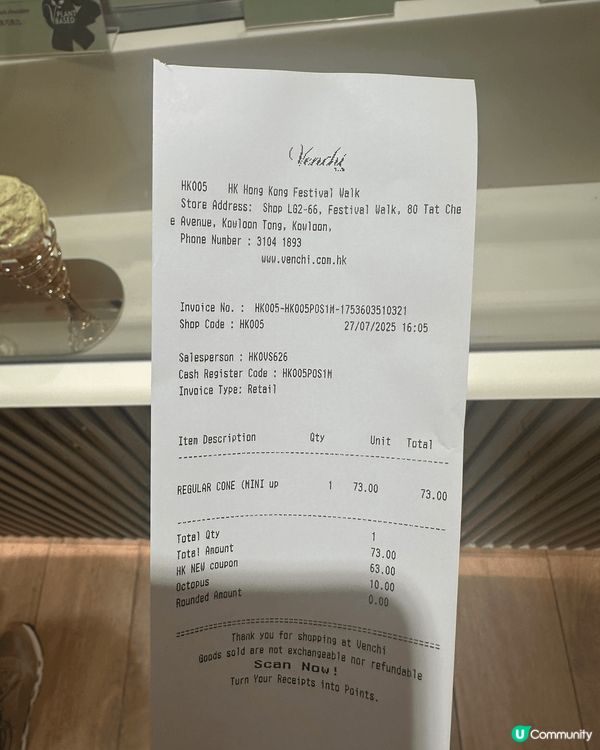 PLANT
BASED
Venchi
HK005 HK Hong Kong Festival Walk
Store Address: Shop LG2-66, Festival Walk, 80 Tat Che
e Avenue, Kowloon Tong, Kowloon,
Phone Number : 3104 1893
www.venchi.com.hk
Invoice No. : HK005-HK005POS1M-1753603510321
Shop Code : HK005 27/07/2025 16:05
Salesperson : HKOVS626
Cash Register Code : HK005POS1M
Invoice Type: Retail
Item Description Qty Unit Total
REGULAR CONE (MINI up 1 73.00 73.00
Total Qty 1
Total Amount 73.00
HK NEW coupon 63.00
Octopus 10.00
Rounded Amount 0.00
Thank you for shopping at Venchi
Goods sold are not exchangeable nor refundable
Scan Now!
Turn Your Receipts into Points.
U Community